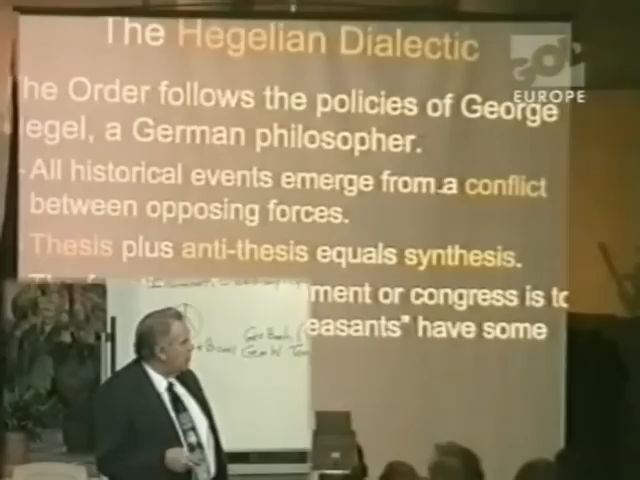 The Hegelian Dialectic
EUROPE
he Order follows the policies of George
egel, a German philosopher.
All historical events emerge from a conflict
between opposing forces.
Thesis plus anti-thesis equals synthesis.
ment or congress is to
easants" have some
Geo W